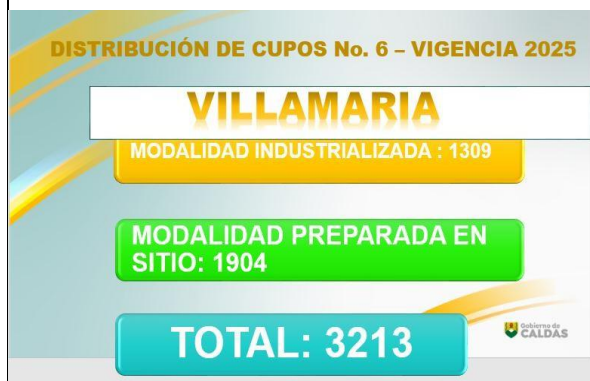 DISTRIBUCIÓN DE CUPOS No. 6 – VIGENCIA 2025
VILLAMARIA
MODALIDAD INDUSTRIALIZADA : 1309
MODALIDAD PREPARADA EN
SITIO: 1904
TOTAL: 3213
Gobierno de
CALDAS